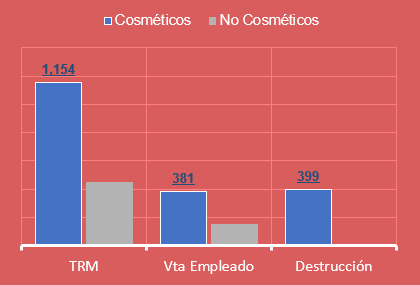 Cosméticos No Cosméticos
1,154
381
399
TRM Vta Empleado Destrucción